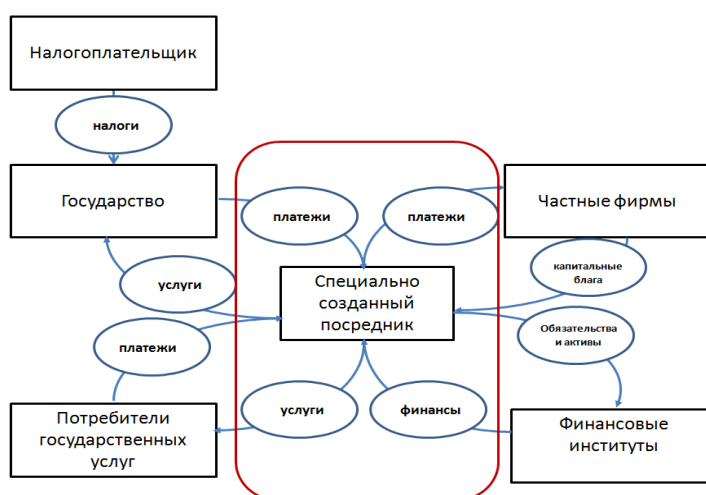 Налогоплательщик
налоги
Государство
платежи
платежи
Частные фирмы
услуги
Специально
созданный
посредник
капитальные
блага
платежи
Обязательства
и активы
Потребители
государственных
услуг
услуги
финансы
Финансовые
институты